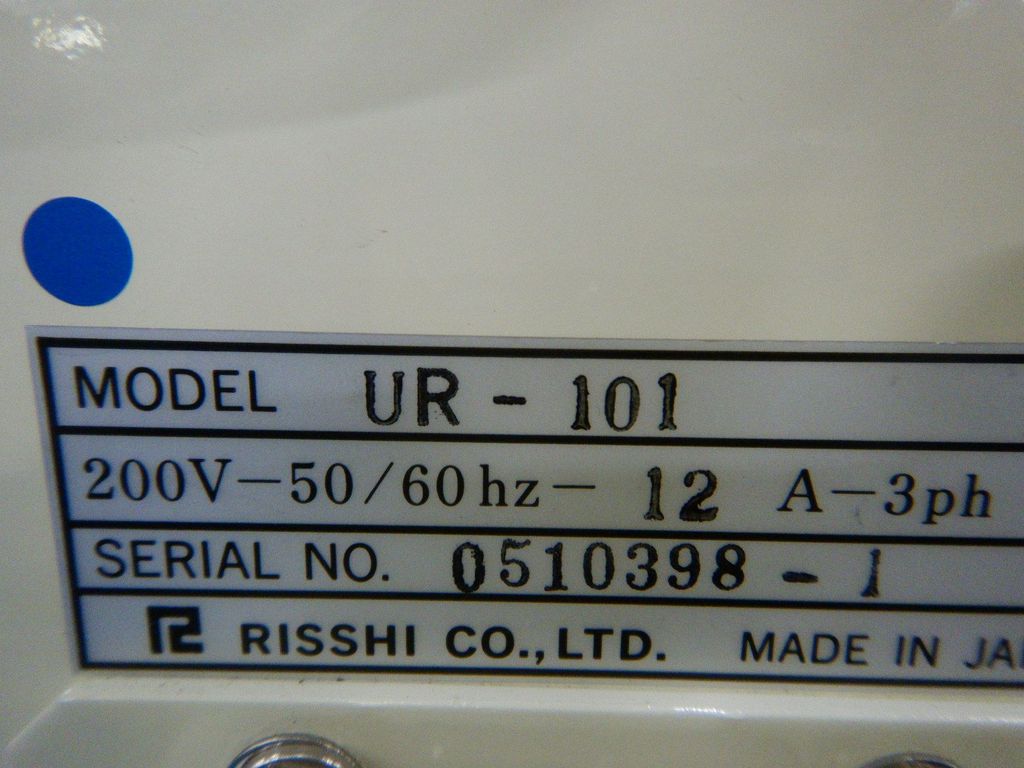 MODEL UR - 101
200V—50/60hz— 12 A—3ph
SERIAL NO. 0510398 - 1
RISSHI CO.,LTD. MADE IN